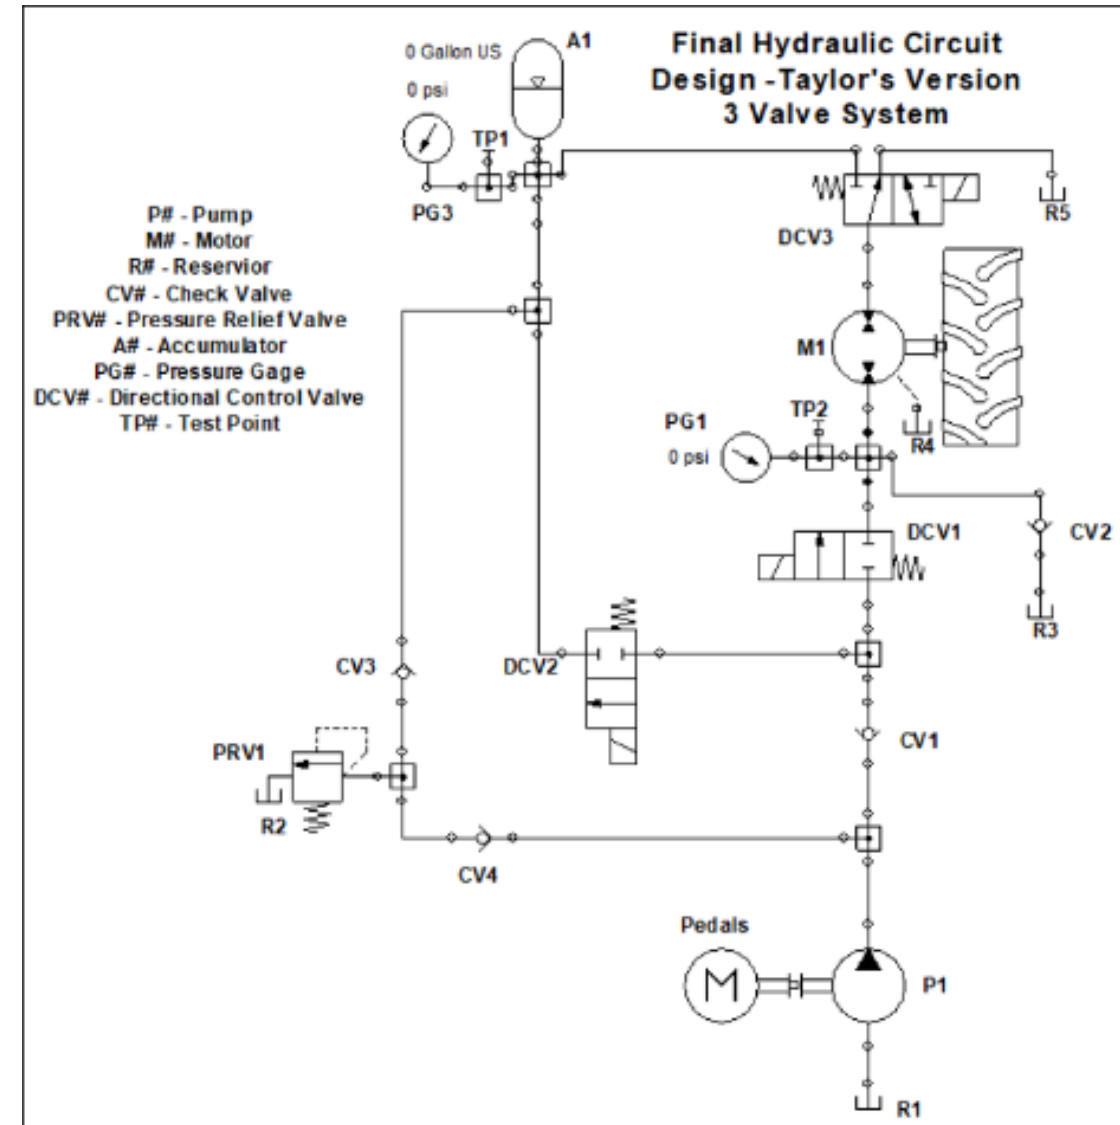 Final Hydraulic Circuit
Design -Taylor's Version
3 Valve System
0 Gallon US
0 psi
A1
TP1
PG3
P# - Pump
M# - Motor
R# - Reservior
CV# - Check Valve
PRV# - Pressure Relief Valve
A# - Accumulator
PG# - Pressure Gage
DCV# - Directional Control Valve
TP# - Test Point
DCV3
R5
M1
TP2
PG1
0 psi
R4
DCV1
CV2
R3
CV3
DCV2
PRV1
CV1
R2
CV4
Pedals
M
P1
R1